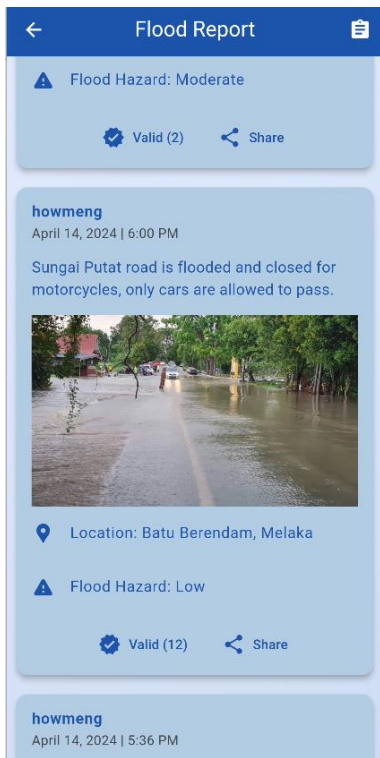 Flood Report
Flood Hazard: Moderate
Valid (2)
Share
howmeng
April 14, 2024 | 6:00 PM
Sungai Putat road is flooded and closed for
motorcycles, only cars are allowed to pass.
Location: Batu Berendam, Melaka
Flood Hazard: Low
Valid (12)
Share
howmeng
April 14, 2024 | 5:36 PM